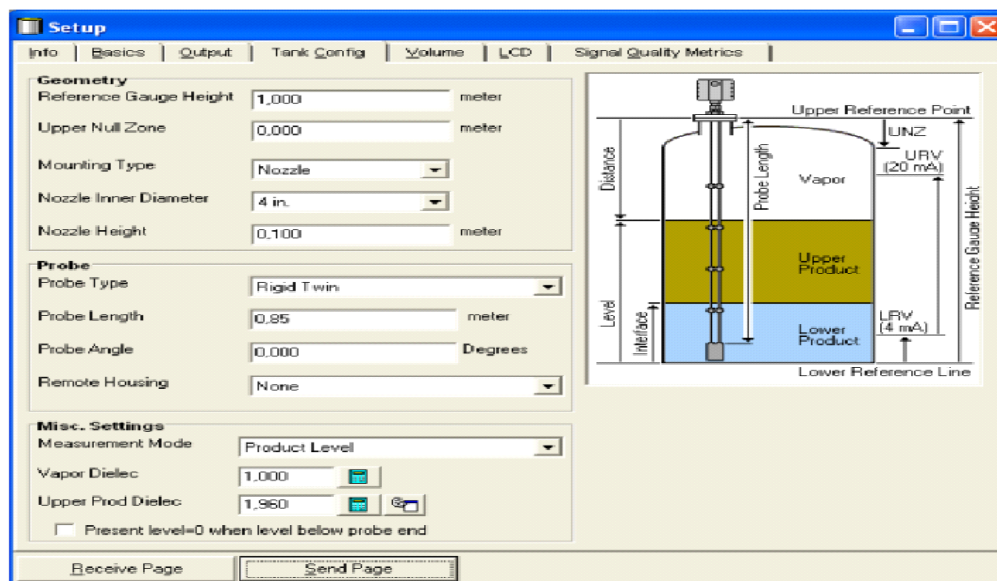 Setup
Info Basics Output Tank Config Volume LCD Signal Quality Metrics
Geometry
Reference Gauge Height 1,000 meter
Upper Null Zone 0,000 meter
Mounting Type Nozzle
Nozzle Inner Diameter 4 in.
Nozzle Height 0,100 meter
Probe
Probe Type Rigid Twin
Probe Length 0,85 meter
Probe Angle 0,000 Degrees
Remote Housing None
Misc. Settings
Measurement Mode Product Level
Vapor Dielec 1,000
Upper Prod Dielec 1,960
Present level=0 when level below probe end
Receive Page Send Page
Upper Reference Point
UNZ
URV
(20 mA)
Vapor
Distance
Probe Length
Reference Gauge Height
Upper
Product
Level
Interface
Lower
Product
LRV
(4 mA)
Lower Reference Line